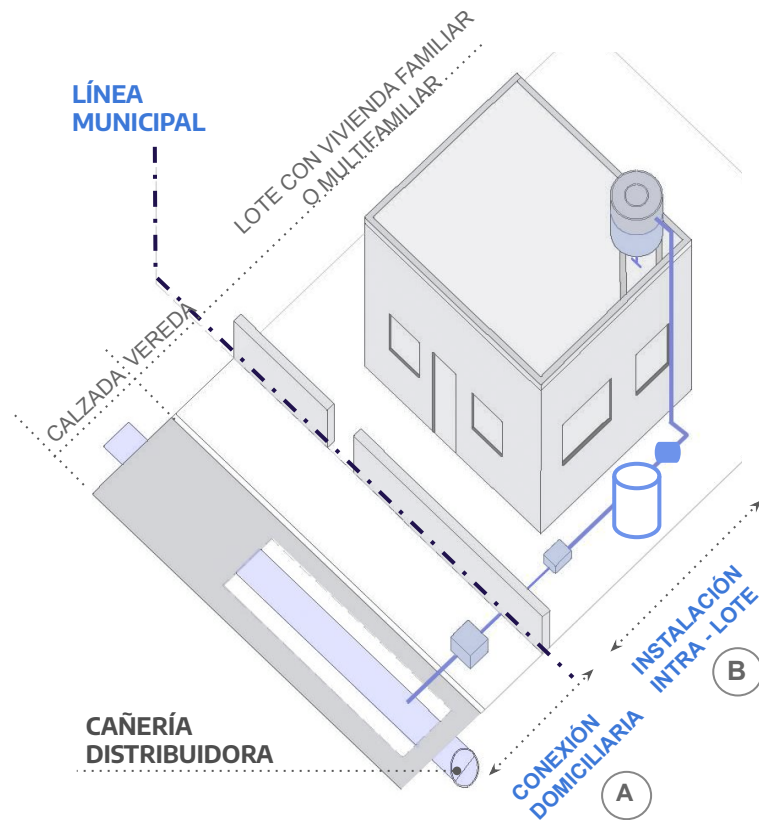 LÍNEA
MUNICIPAL
LOTE CON VIVIENDA FAMILIAR
O MULTIFAMILIAR
CALZADA VEREDA
CAÑERÍA
DISTRIBUIDORA
INSTALACIÓN
INTRA - LOTE
B
CONEXIÓN
DOMICILIARIA
A